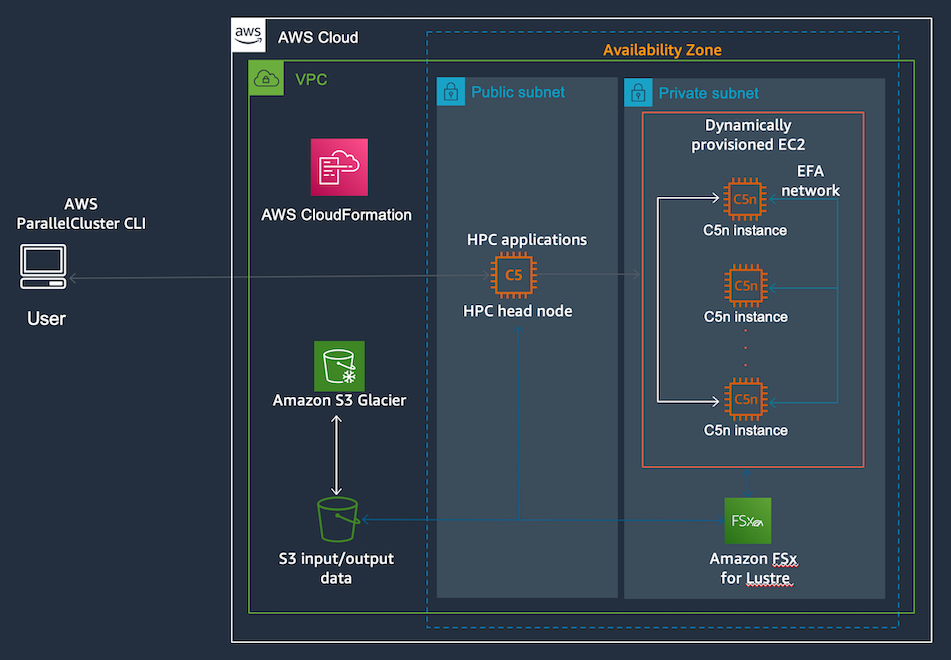 aws
AWS Cloud
Availability Zone
VPC
Public subnet
Private subnet
Dynamically
provisioned EC2
EFA
network
C5n
C5n instance
AWS CloudFormation
AWS
ParallelCluster CLI
User
HPC applications
C5
HPC head node
C5n
C5n instance
Amazon S3 Glacier
C5n
C5n instance
S3 input/output
data
FSx
Amazon FSx
for Lustre